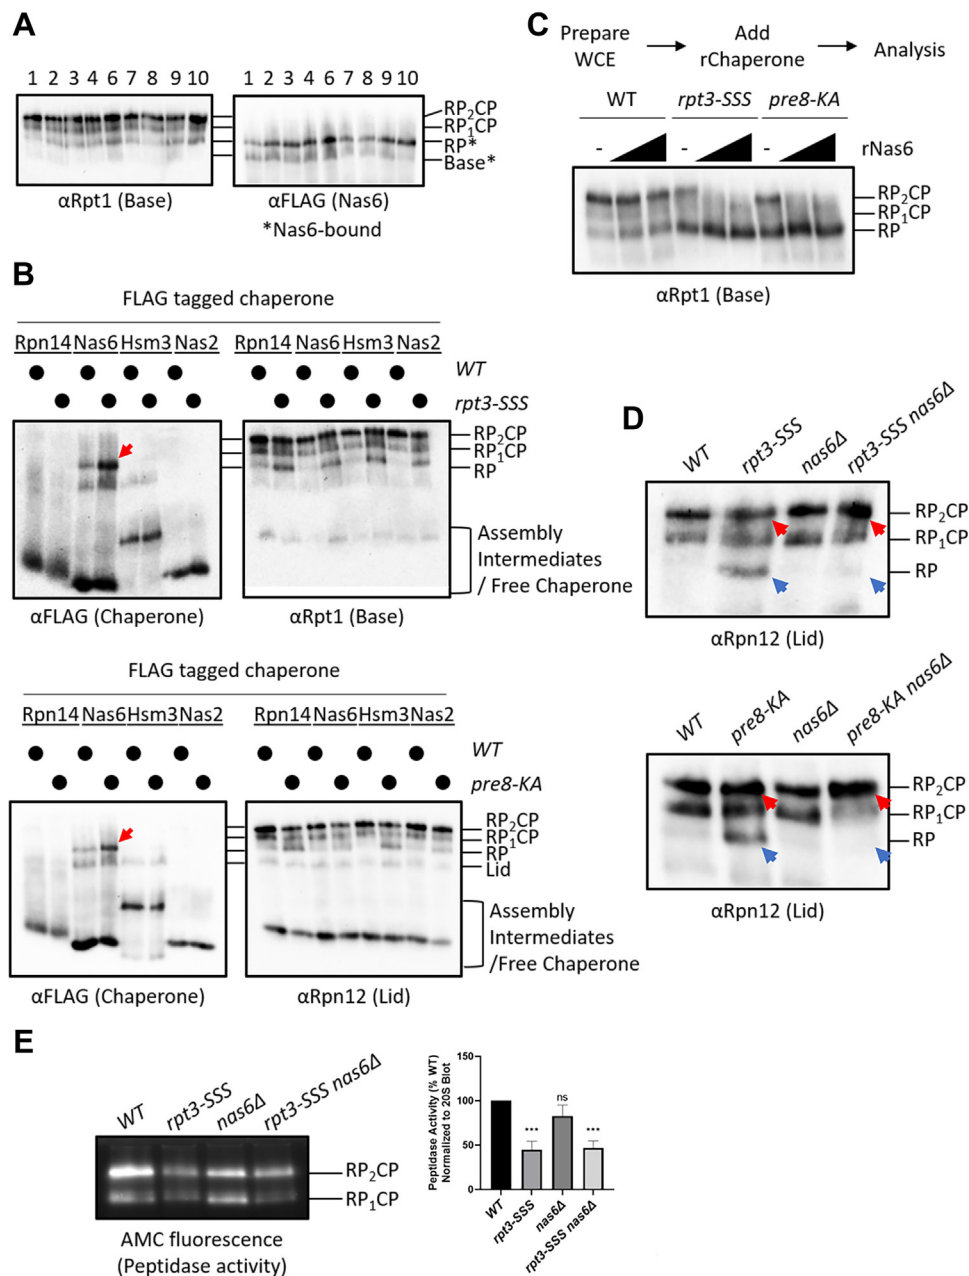 A
1 2 3 4 6 7 8 9 10
1 2 3 4 6 7 8 9 10
RP₂CP
RP₁CP
RP*
Base*
αRpt1 (Base)
αFLAG (Nas6)
*Nas6-bound
B
FLAG tagged chaperone
Rpn14 Nas6 Hsm3 Nas2
Rpn14 Nas6 Hsm3 Nas2
WT
rpt3-SSS
RP₂CP
RP₁CP
RP
Assembly
Intermediates
/ Free Chaperone
αFLAG (Chaperone)
αRpt1 (Base)
FLAG tagged chaperone
Rpn14 Nas6 Hsm3 Nas2
Rpn14 Nas6 Hsm3 Nas2
WT
pre8-KA
RP₂CP
RP₁CP
RP
Lid
Assembly
Intermediates
/Free Chaperone
αFLAG (Chaperone)
αRpn12 (Lid)
C
Prepare
WCE
Add
rChaperone
Analysis
WT rpt3-SSS pre8-KA
- - - rNas6
RP₂CP
RP₁CP
RP
αRpt1 (Base)
D
WT rpt3-SSS nas6Δ rpt3-SSS nas6Δ
RP₂CP
RP₁CP
RP
αRpn12 (Lid)
WT pre8-KA nas6Δ pre8-KA nas6Δ
RP₂CP
RP₁CP
RP
αRpn12 (Lid)
E
WT rpt3-SSS nas6Δ rpt3-SSS nas6Δ
RP₂CP
RP₁CP
AMC fluorescence
(Peptidase activity)
Peptidase Activity (% WT)
Normalized to 20S Blot
150
100
50
0
*** ns ***
WT rpt3-SSS nas6Δ rpt3-SSS nas6Δ